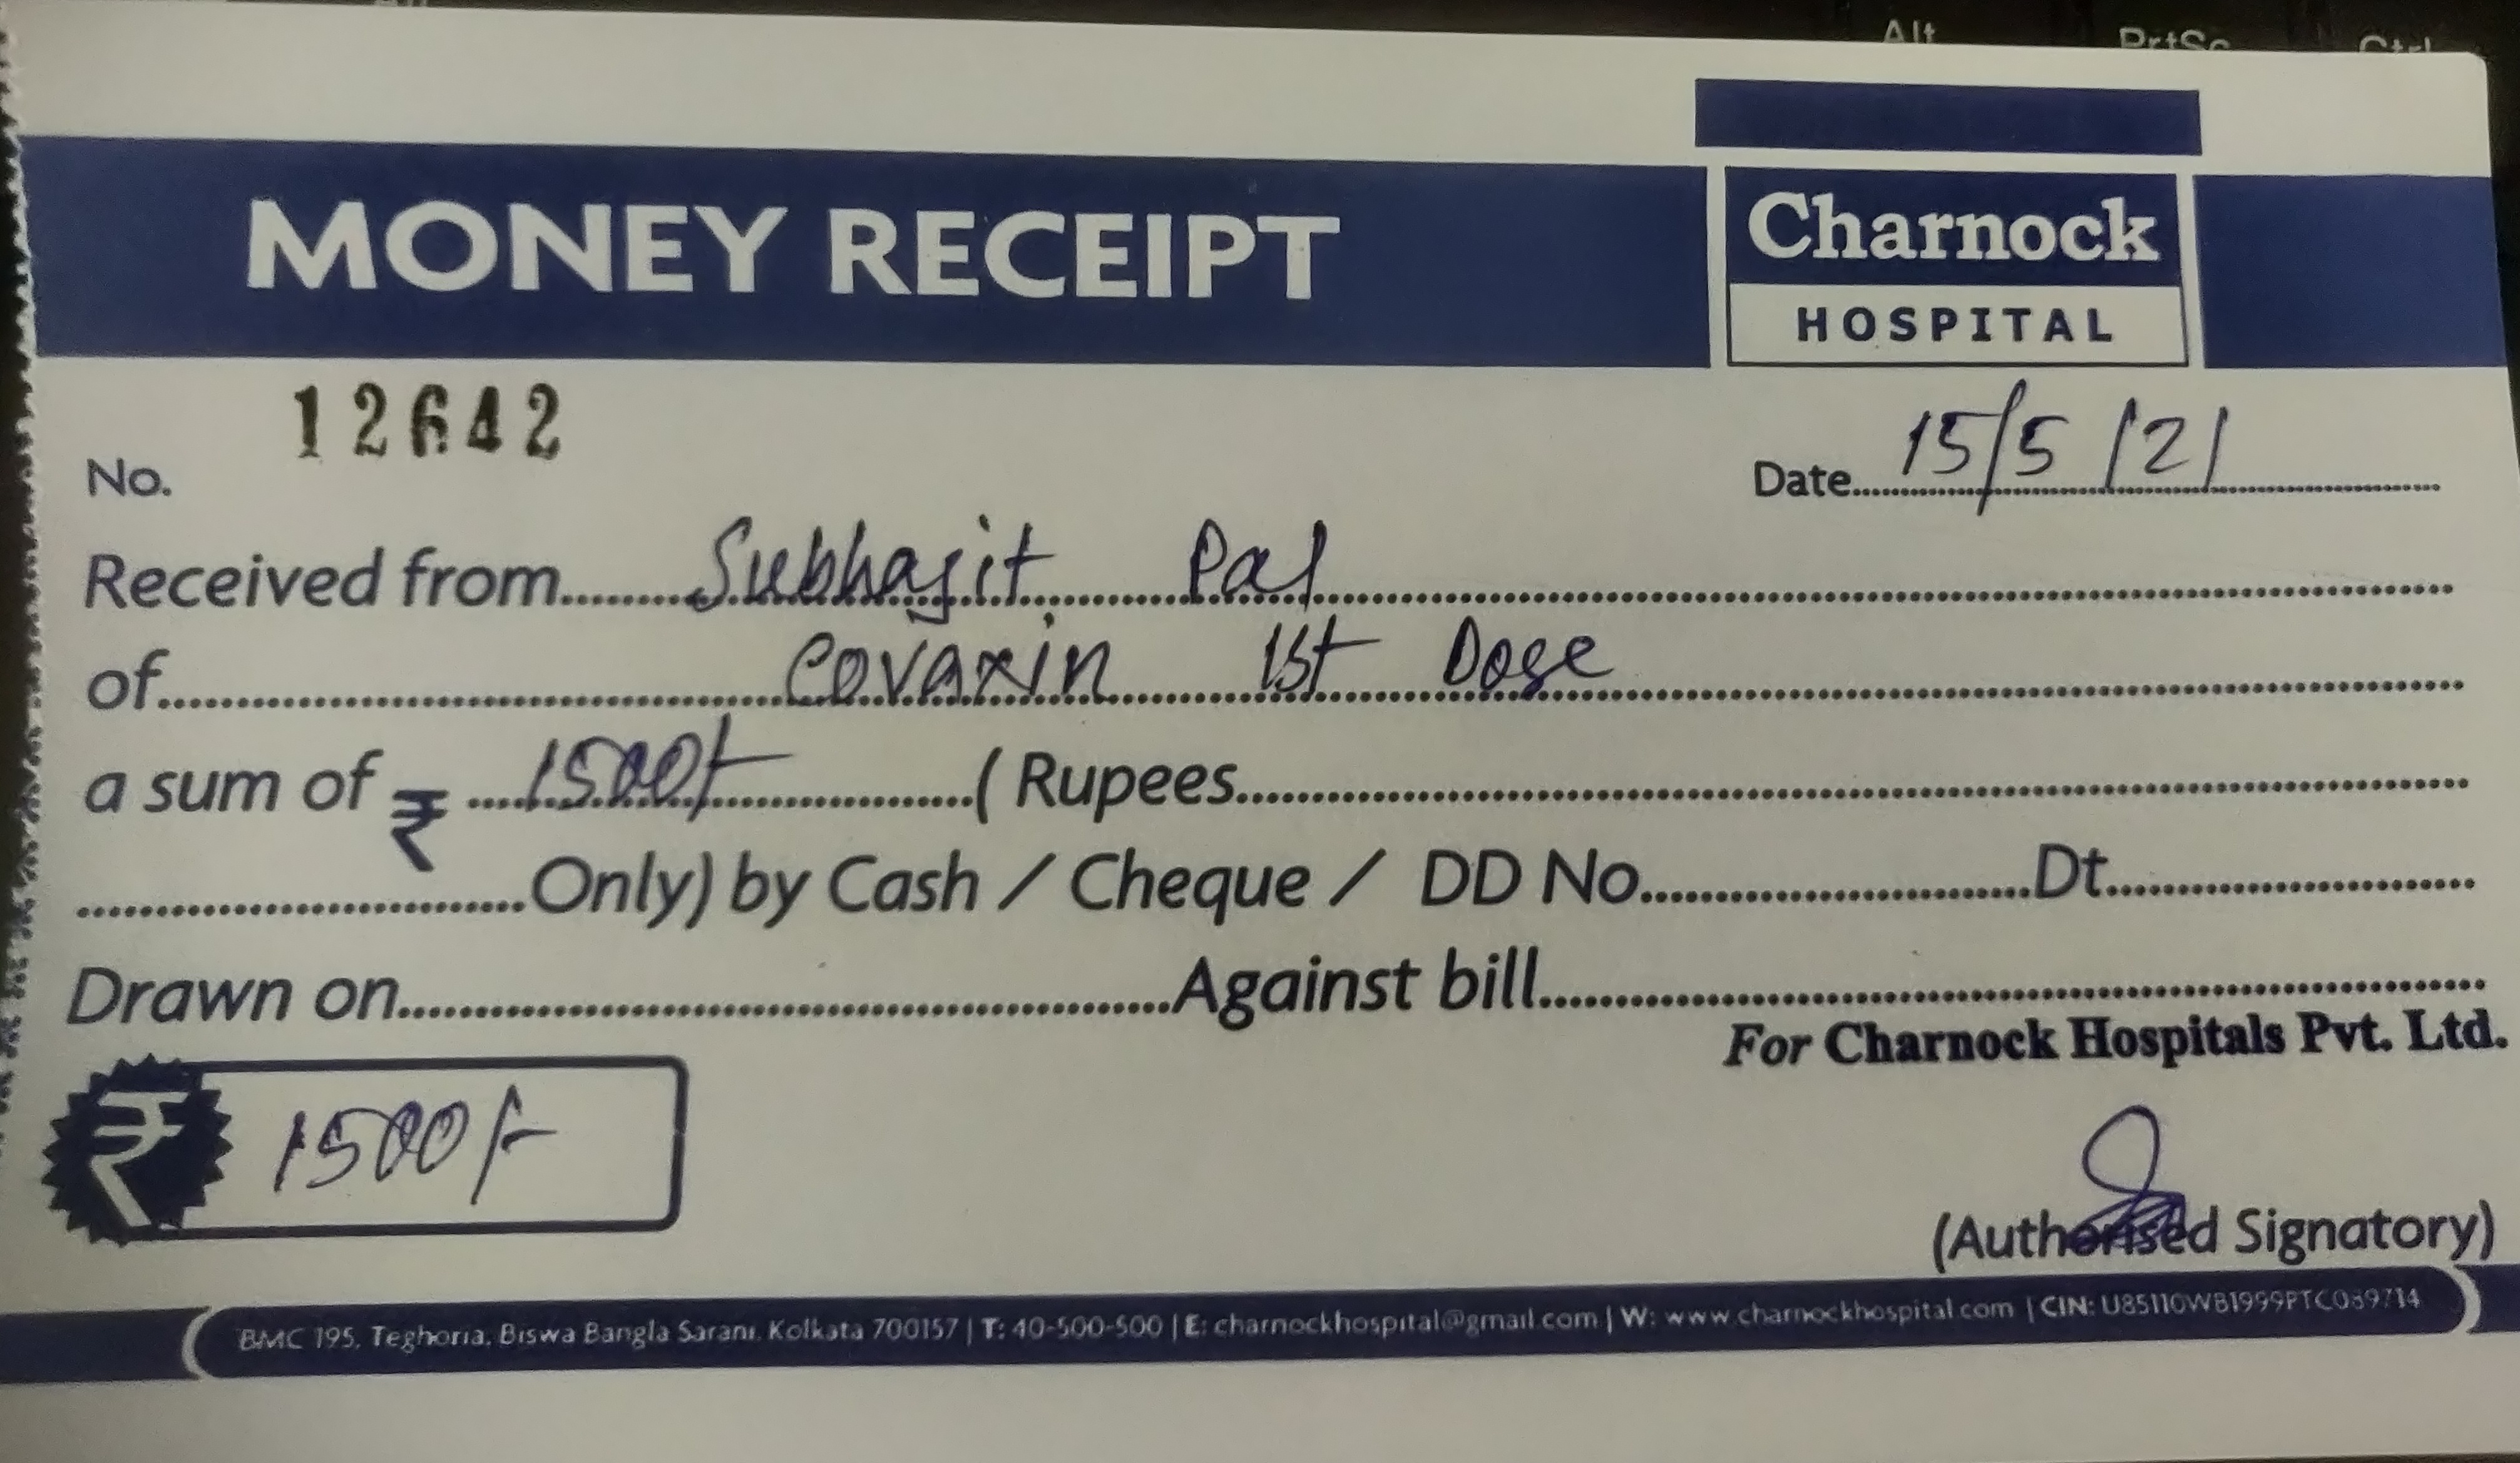 Alt PrtSc Ctrl
MONEY RECEIPT
Charnock
HOSPITAL
12642
No.
Date 15/5/21
Received from Subhajit Pal
of Covaxin 1st Dose
a sum of ₹ 1500/- ( Rupees
Only) by Cash / Cheque / DD No. Dt.
Drawn on Against bill
For Charnock Hospitals Pvt. Ltd.
₹ 1500/-
(Authorised Signatory)
BMC 195, Teghoria, Biswa Bangla Sarani, Kolkata 700157 | T: 40-500-500 | E: charnockhospital@gmail.com | W: www.charnockhospital.com | CIN: U85110WB1999PTC089714